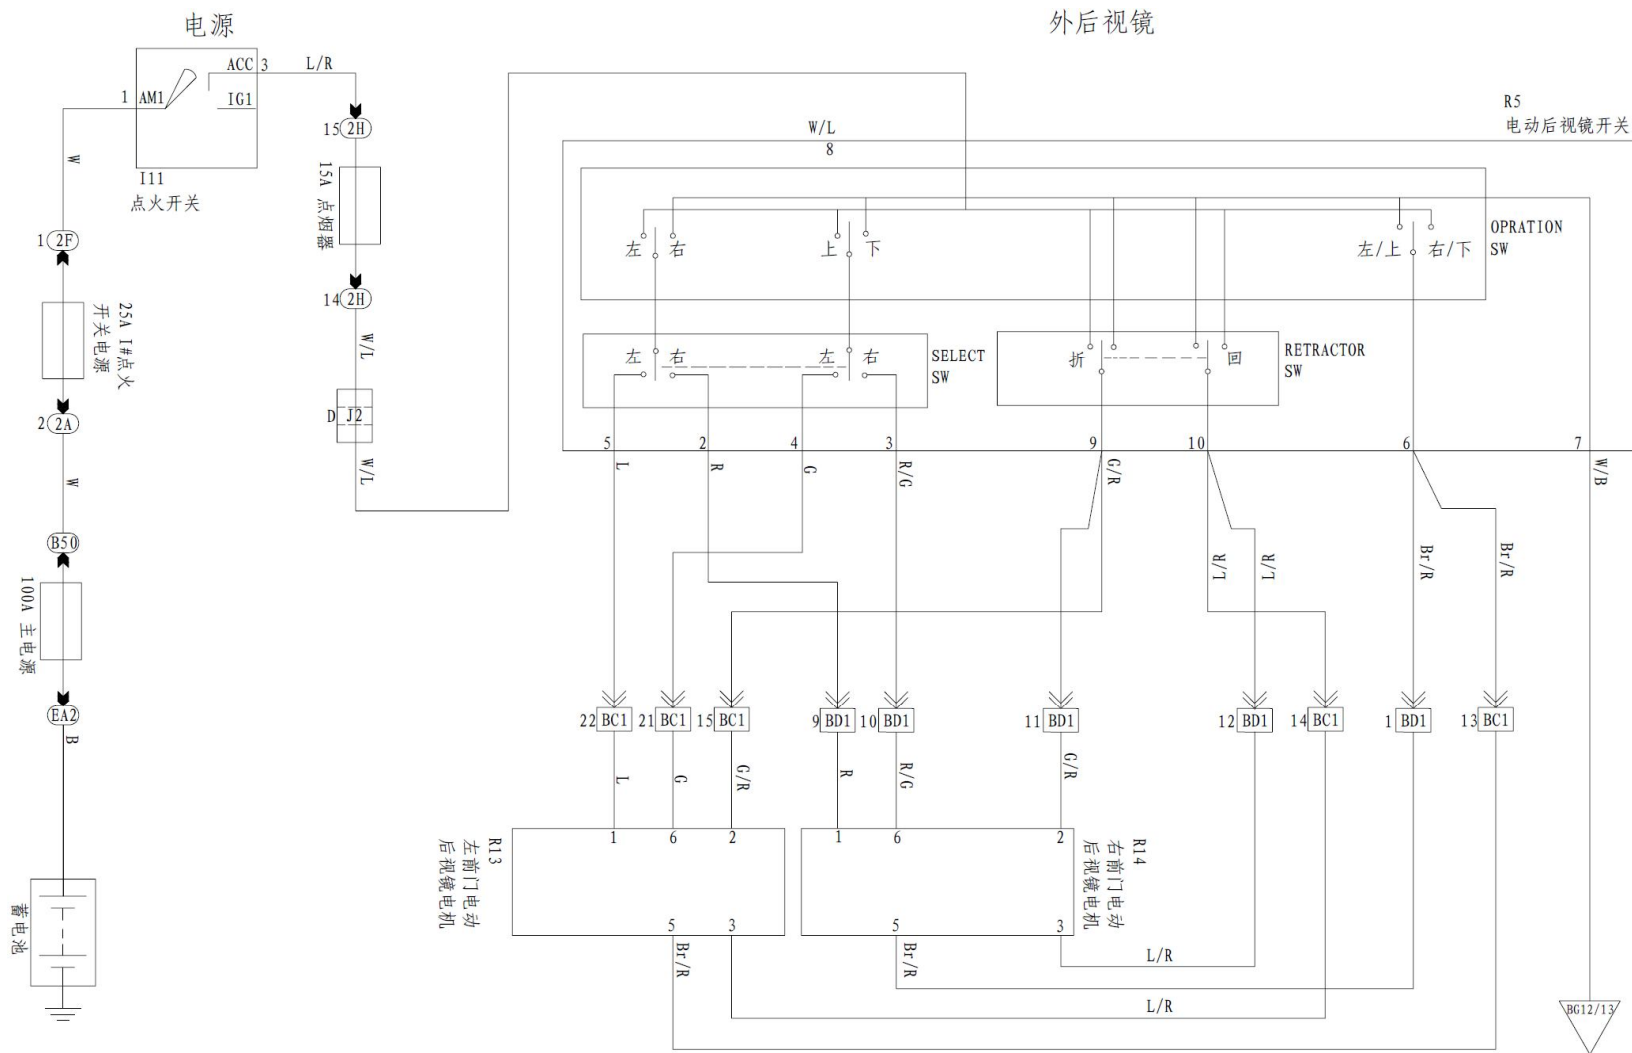 电源
外后视镜
ACC 3
L/R
1 AM1
IG1
I11
点火开关
W
1 2F
25A I#点火
开关电源
2 2A
W
B50
100A 主电源
EA2
B
蓄电池
15 2H
15A 点烟器
14 2H
W/L
D J2
W/L
R5
电动后视镜开关
W/L
8
左 右
上 下
左/上 右/下
OPRATION
SW
左 右
左 右
SELECT
SW
折
回
RETRACTOR
SW
5 2 4 3 9 10 6 7
L
R
G
R/G
G/R
W/B
L/R
L/R
Br/R
Br/R
22 BC1
21 BC1
15 BC1
9 BD1
10 BD1
11 BD1
12 BD1
14 BC1
1 BD1
13 BC1
L
G
G/R
R
R/G
G/R
R13
左前门电动
后视镜电机
1 6 2
5 3
R14
右前门电动
后视镜电机
1 6 2
5 3
Br/R
Br/R
L/R
L/R
BG12/13